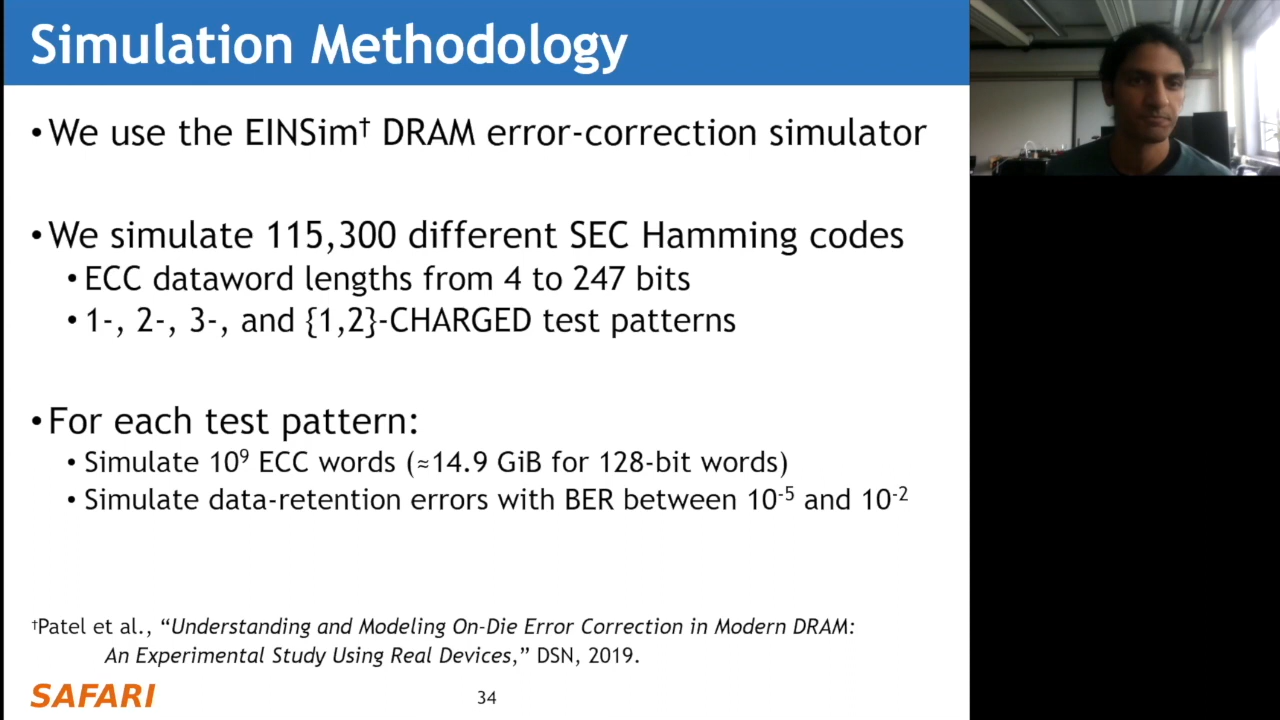 Simulation Methodology
•We use the EINSim† DRAM error-correction simulator
•We simulate 115,300 different SEC Hamming codes
•ECC dataword lengths from 4 to 247 bits
•1-, 2-, 3-, and {1,2}-CHARGED test patterns
•For each test pattern:
• Simulate 10⁹ ECC words (≈14.9 GiB for 128-bit words)
• Simulate data-retention errors with BER between 10⁻⁵ and 10⁻²
†Patel et al., “Understanding and Modeling On-Die Error Correction in Modern DRAM:
An Experimental Study Using Real Devices,” DSN, 2019.
SAFARI
34